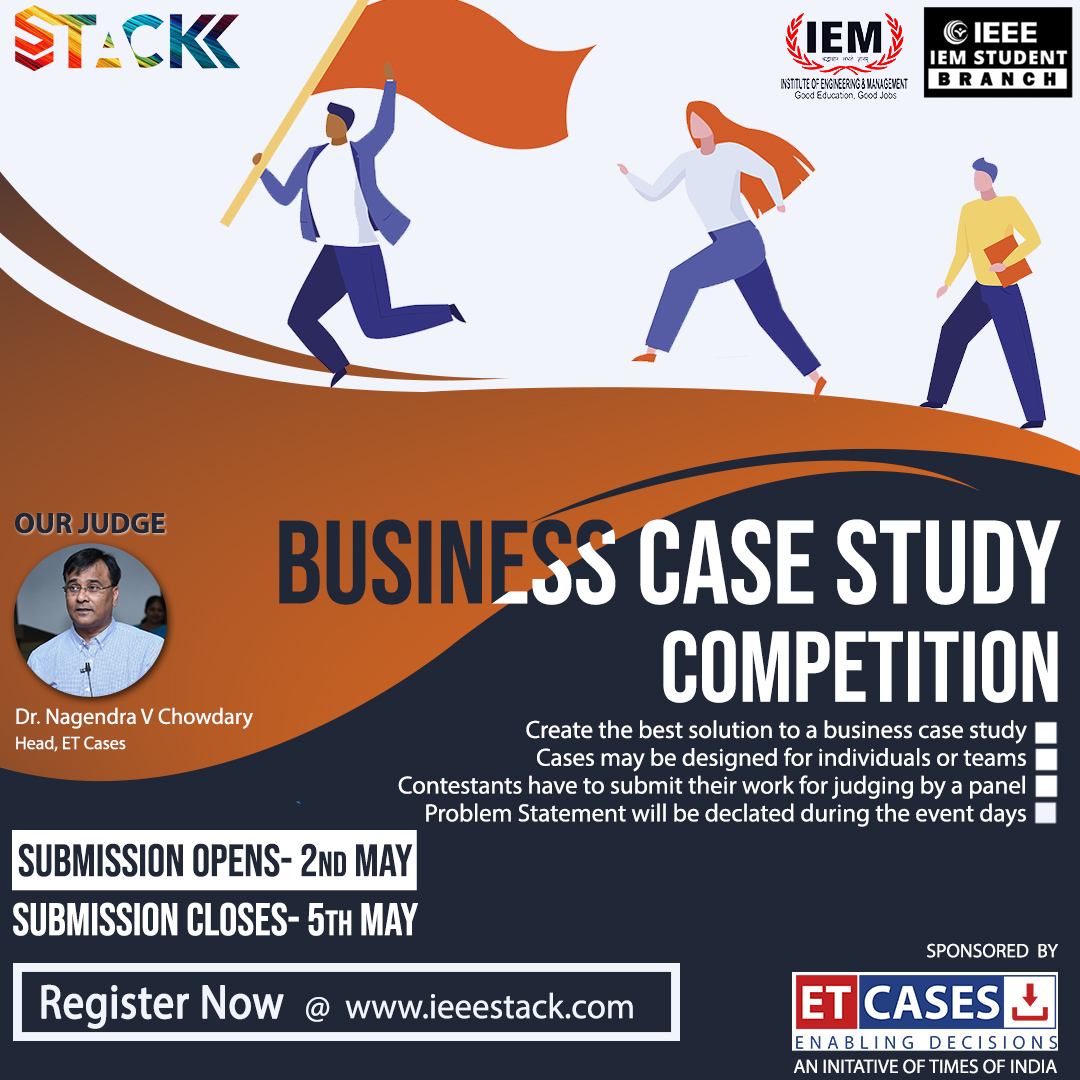 STACKK
IEM
श्रद्धावान लभते ज्ञानम्
INSTITUTE OF ENGINEERING & MANAGEMENT
Good Education, Good Jobs
IEEE
IEM STUDENT
BRANCH
OUR JUDGE
Dr. Nagendra V Chowdary
Head, ET Cases
BUSINESS CASE STUDY
COMPETITION
Create the best solution to a business case study
Cases may be designed for individuals or teams
Contestants have to submit their work for judging by a panel
Problem Statement will be declated during the event days
SUBMISSION OPENS- 2ND MAY
SUBMISSION CLOSES- 5TH MAY
Register Now @ www.ieeestack.com
SPONSORED BY
ET CASES
ENABLING DECISIONS
AN INITATIVE OF TIMES OF INDIA